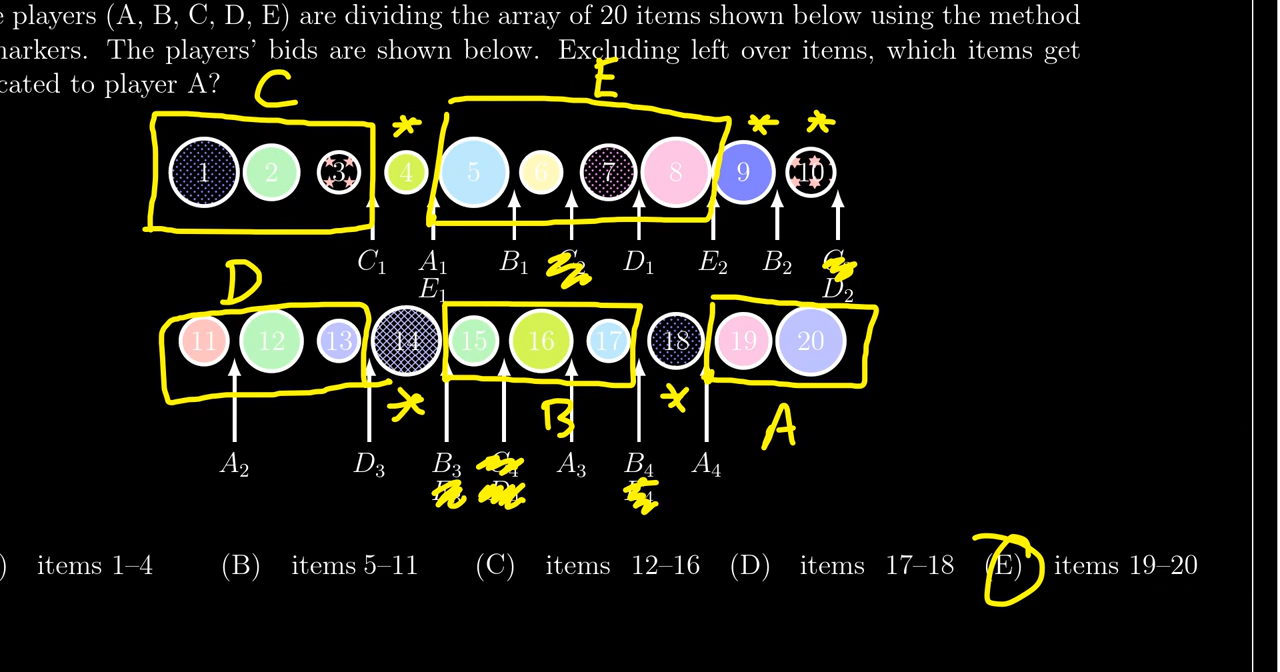 e players (A, B, C, D, E) are dividing the array of 20 items shown below using the method
narkers. The players' bids are shown below. Excluding left over items, which items get
cated to player A?
C E
* * *
1 2 3 4 5 6 7 8 9 10
C1 A1 B1 D1 E2 B2
E1 D2
D
11 12 13 14 15 16 17 18 19 20
* B * A
A2 D3 B3 A3 B4 A4
) items 1–4 (B) items 5–11 (C) items 12–16 (D) items 17–18 (E) items 19–20